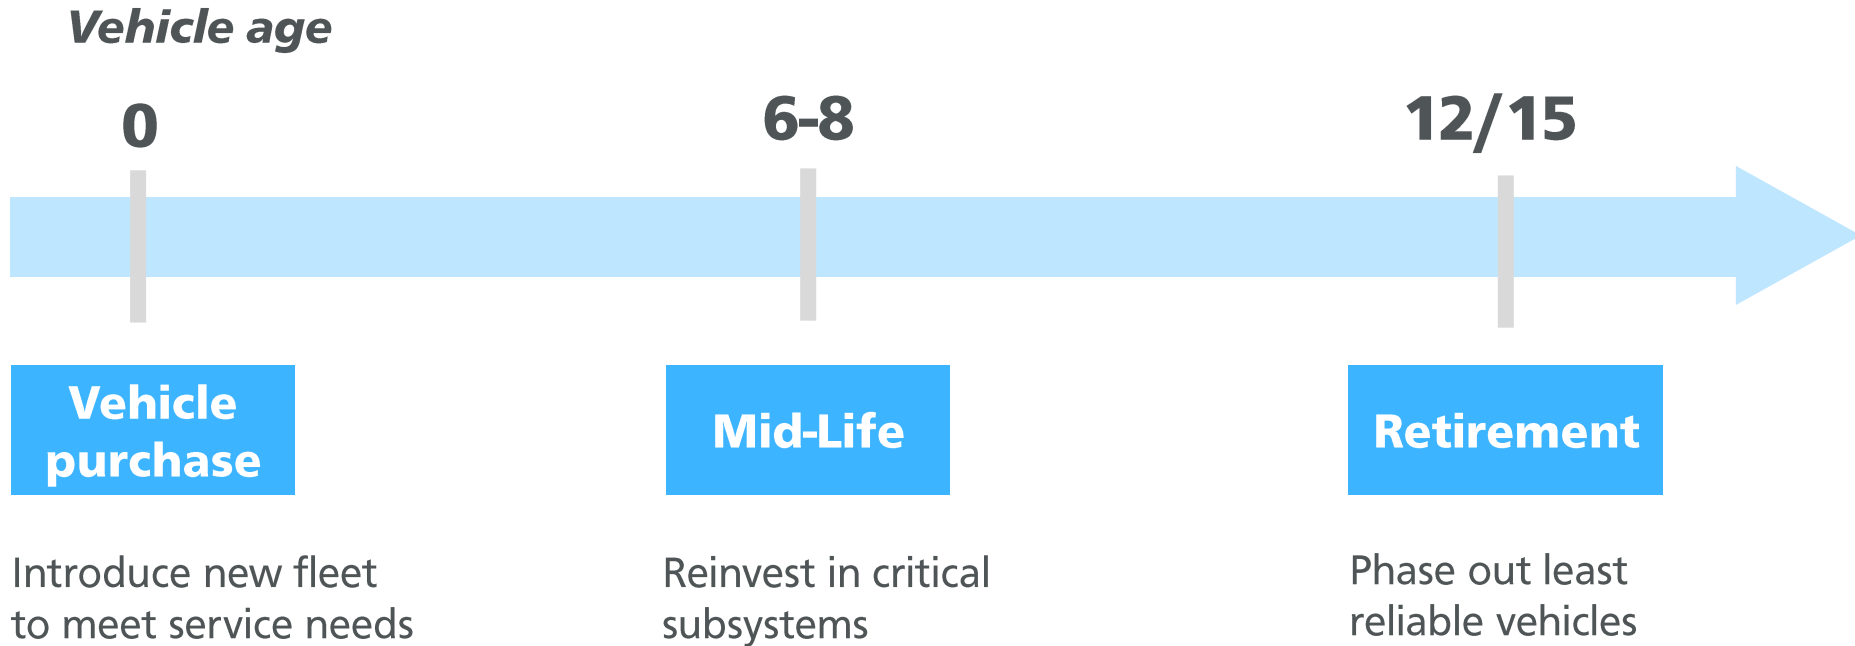 Vehicle age
0
6-8
12/15
Vehicle
purchase
Mid-Life
Retirement
Introduce new fleet
to meet service needs
Reinvest in critical
subsystems
Phase out least
reliable vehicles